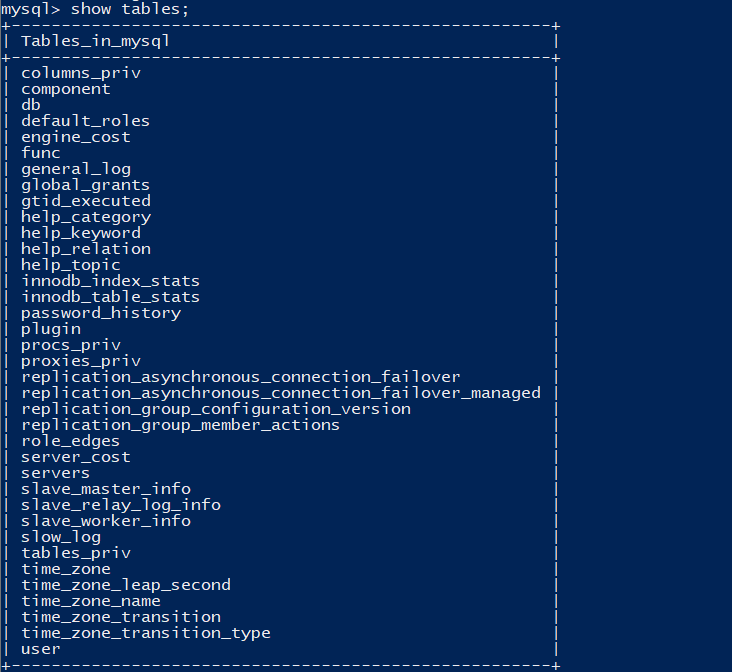 mysql> show tables;
+------------------------------------------------------+
| Tables_in_mysql                                      |
+------------------------------------------------------+
| columns_priv                                         |
| component                                            |
| db                                                   |
| default_roles                                        |
| engine_cost                                          |
| func                                                 |
| general_log                                          |
| global_grants                                        |
| gtid_executed                                        |
| help_category                                        |
| help_keyword                                         |
| help_relation                                        |
| help_topic                                           |
| innodb_index_stats                                   |
| innodb_table_stats                                   |
| password_history                                     |
| plugin                                               |
| procs_priv                                           |
| proxies_priv                                         |
| replication_asynchronous_connection_failover         |
| replication_asynchronous_connection_failover_managed |
| replication_group_configuration_version              |
| replication_group_member_actions                     |
| role_edges                                           |
| server_cost                                          |
| servers                                              |
| slave_master_info                                    |
| slave_relay_log_info                                 |
| slave_worker_info                                    |
| slow_log                                             |
| tables_priv                                          |
| time_zone                                            |
| time_zone_leap_second                                |
| time_zone_name                                       |
| time_zone_transition                                 |
| time_zone_transition_type                            |
| user                                                 |
+------------------------------------------------------+